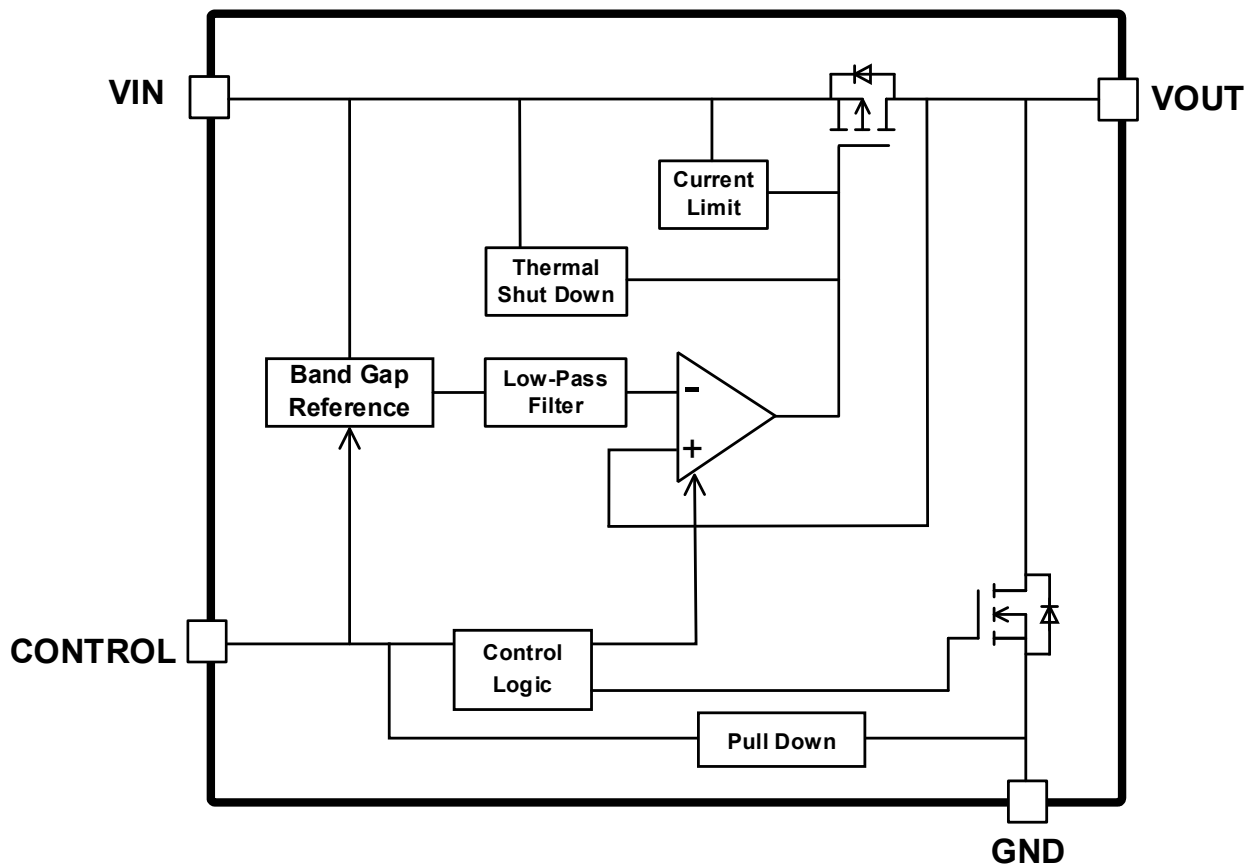 VIN
VOUT
Current
Limit
Thermal
Shut Down
Band Gap
Reference
Low-Pass
Filter
-
+
CONTROL
Control
Logic
Pull Down
GND